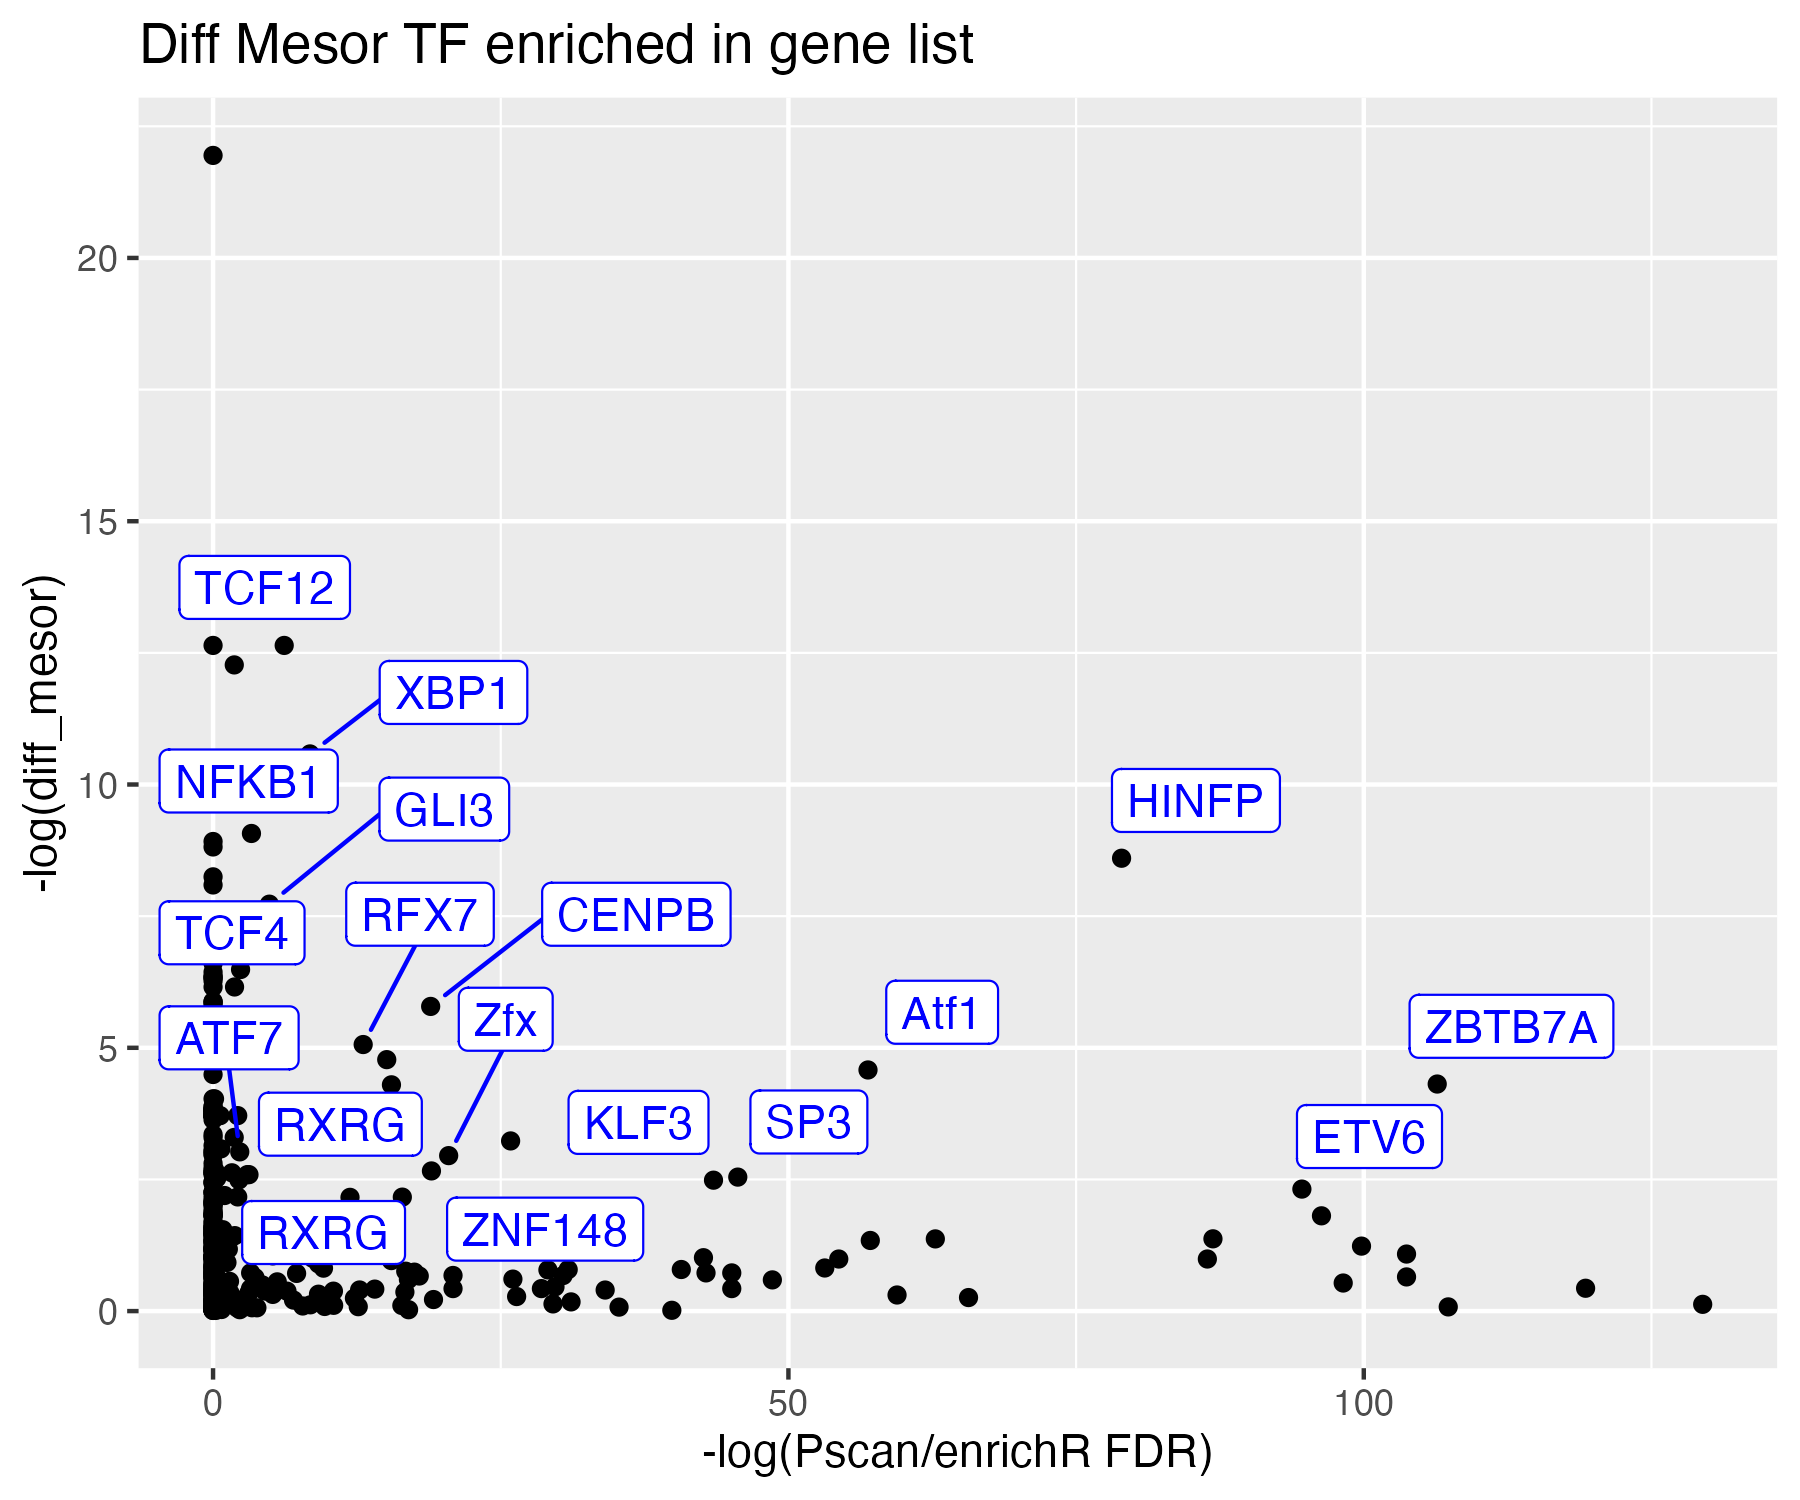 Diff Mesor TF enriched in gene list
-log(diff_mesor)
20
15
10
5
0
TCF12
XBP1
NFKB1
GLI3
HINFP
RFX7
CENPB
TCF4
Zfx
Atf1
ZBTB7A
ATF7
RXRG
KLF3
SP3
ETV6
RXRG
ZNF148
0
50
100
-log(Pscan/enrichR FDR)